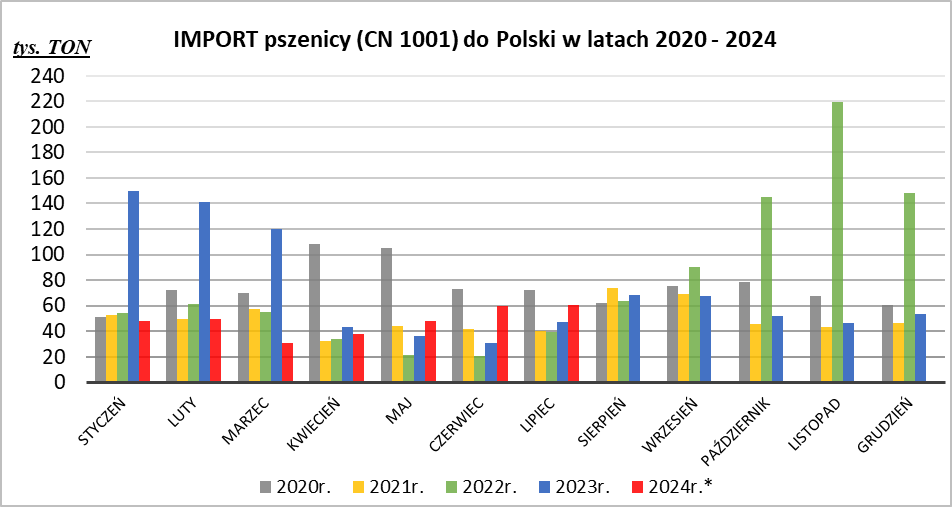 IMPORT pszenicy (CN 1001) do Polski w latach 2020 - 2024
tys. TON
240
220
200
180
160
140
120
100
80
60
40
20
0
STYCZEŃ
LUTY
MARZEC
KWIECIEŃ
MAJ
CZERWIEC
LIPIEC
SIERPIEŃ
WRZESIEŃ
PAŹDZIERNIK
LISTOPAD
GRUDZIEŃ
2020r. 2021r. 2022r. 2023r. 2024r.*